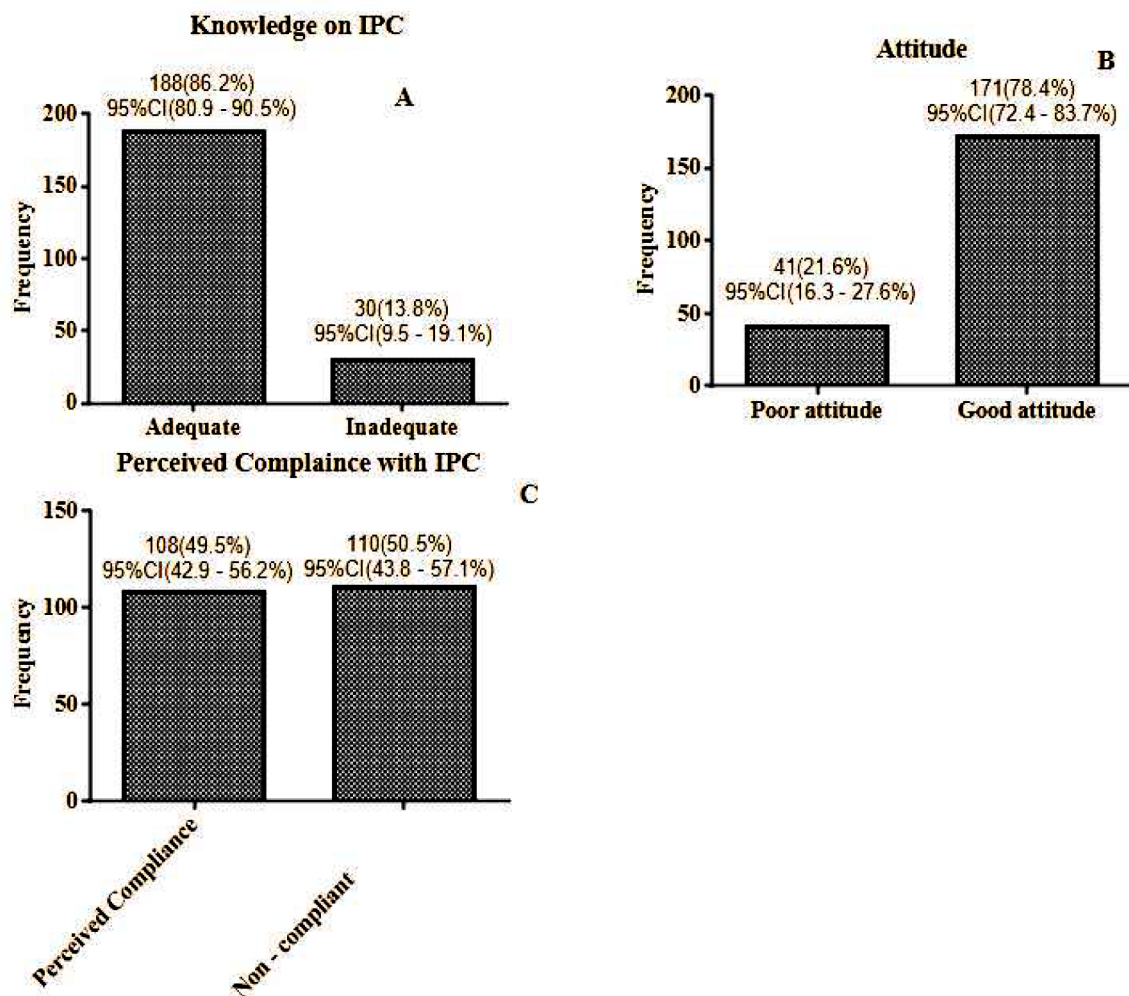 Knowledge on IPC
A
188(86.2%)
95%CI(80.9 - 90.5%)
30(13.8%)
95%CI(9.5 - 19.1%)
Frequency
200
150
100
50
0
Adequate
Inadequate
Attitude
B
171(78.4%)
95%CI(72.4 - 83.7%)
41(21.6%)
95%CI(16.3 - 27.6%)
Frequency
200
150
100
50
0
Poor attitude
Good attitude
Perceived Complaince with IPC
C
108(49.5%)
95%CI(42.9 - 56.2%)
110(50.5%)
95%CI(43.8 - 57.1%)
Frequency
150
100
50
0
Perceived Compliance
Non - compliant